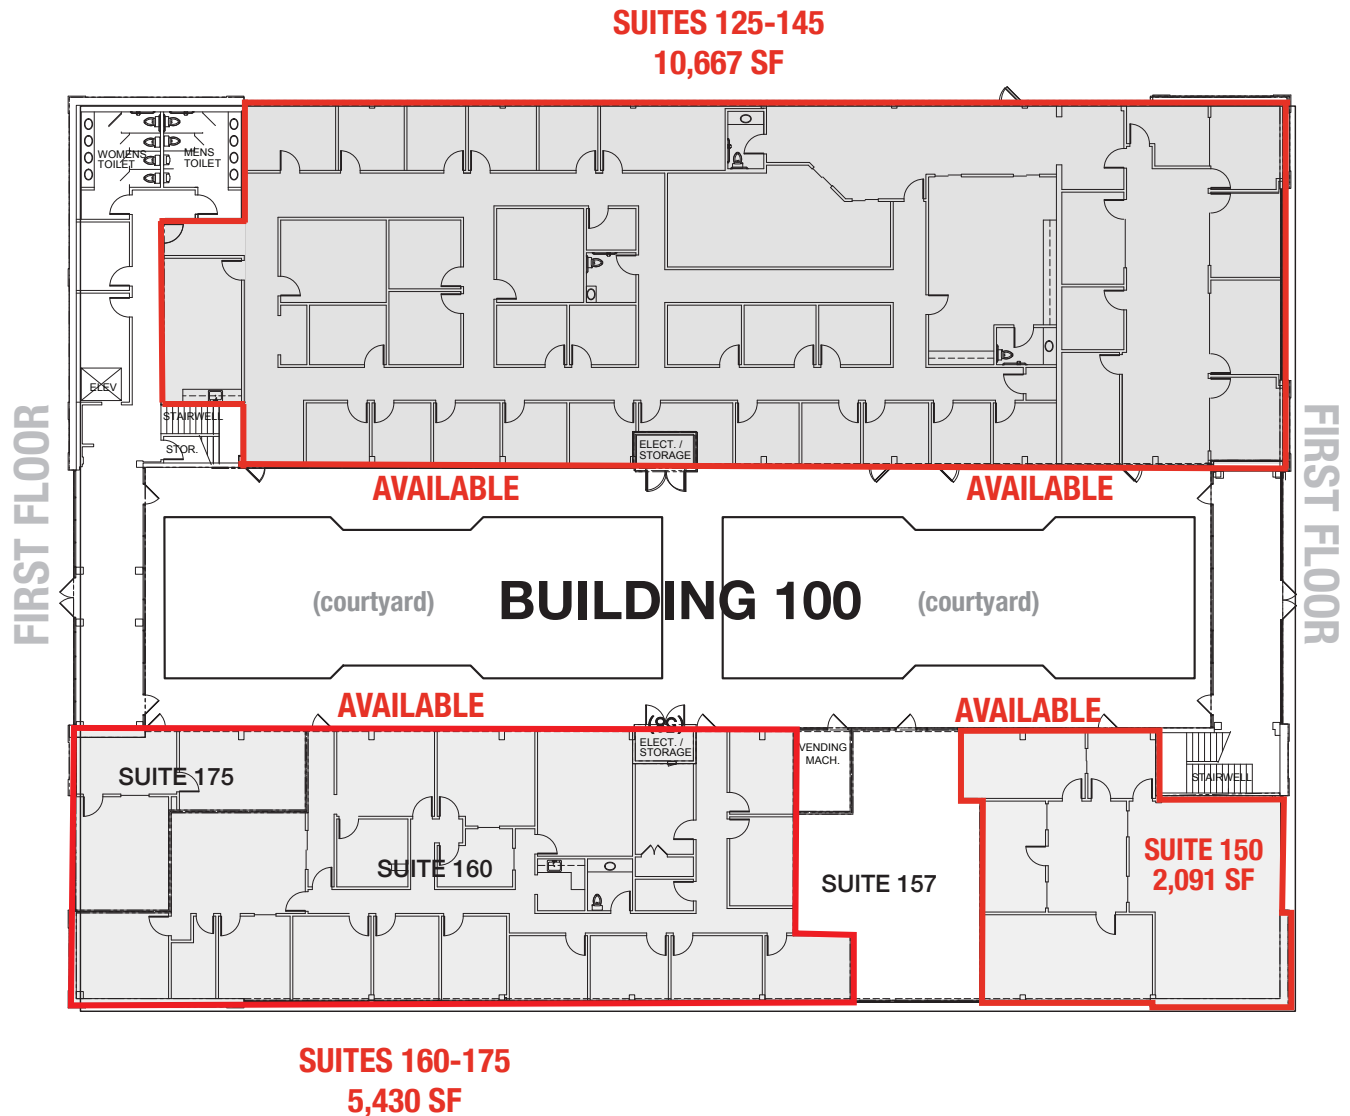 SUITES 125-145
10,667 SF
WOMENS
TOILET
MENS
TOILET
ELEV
STAIRWELL
STOR.
ELECT. /
STORAGE
FIRST FLOOR
FIRST FLOOR
AVAILABLE
AVAILABLE
(courtyard)
BUILDING 100
(courtyard)
AVAILABLE
AVAILABLE
ELECT. /
STORAGE
VENDING
MACH.
STAIRWELL
SUITE 175
SUITE 160
SUITE 157
SUITE 150
2,091 SF
SUITES 160-175
5,430 SF